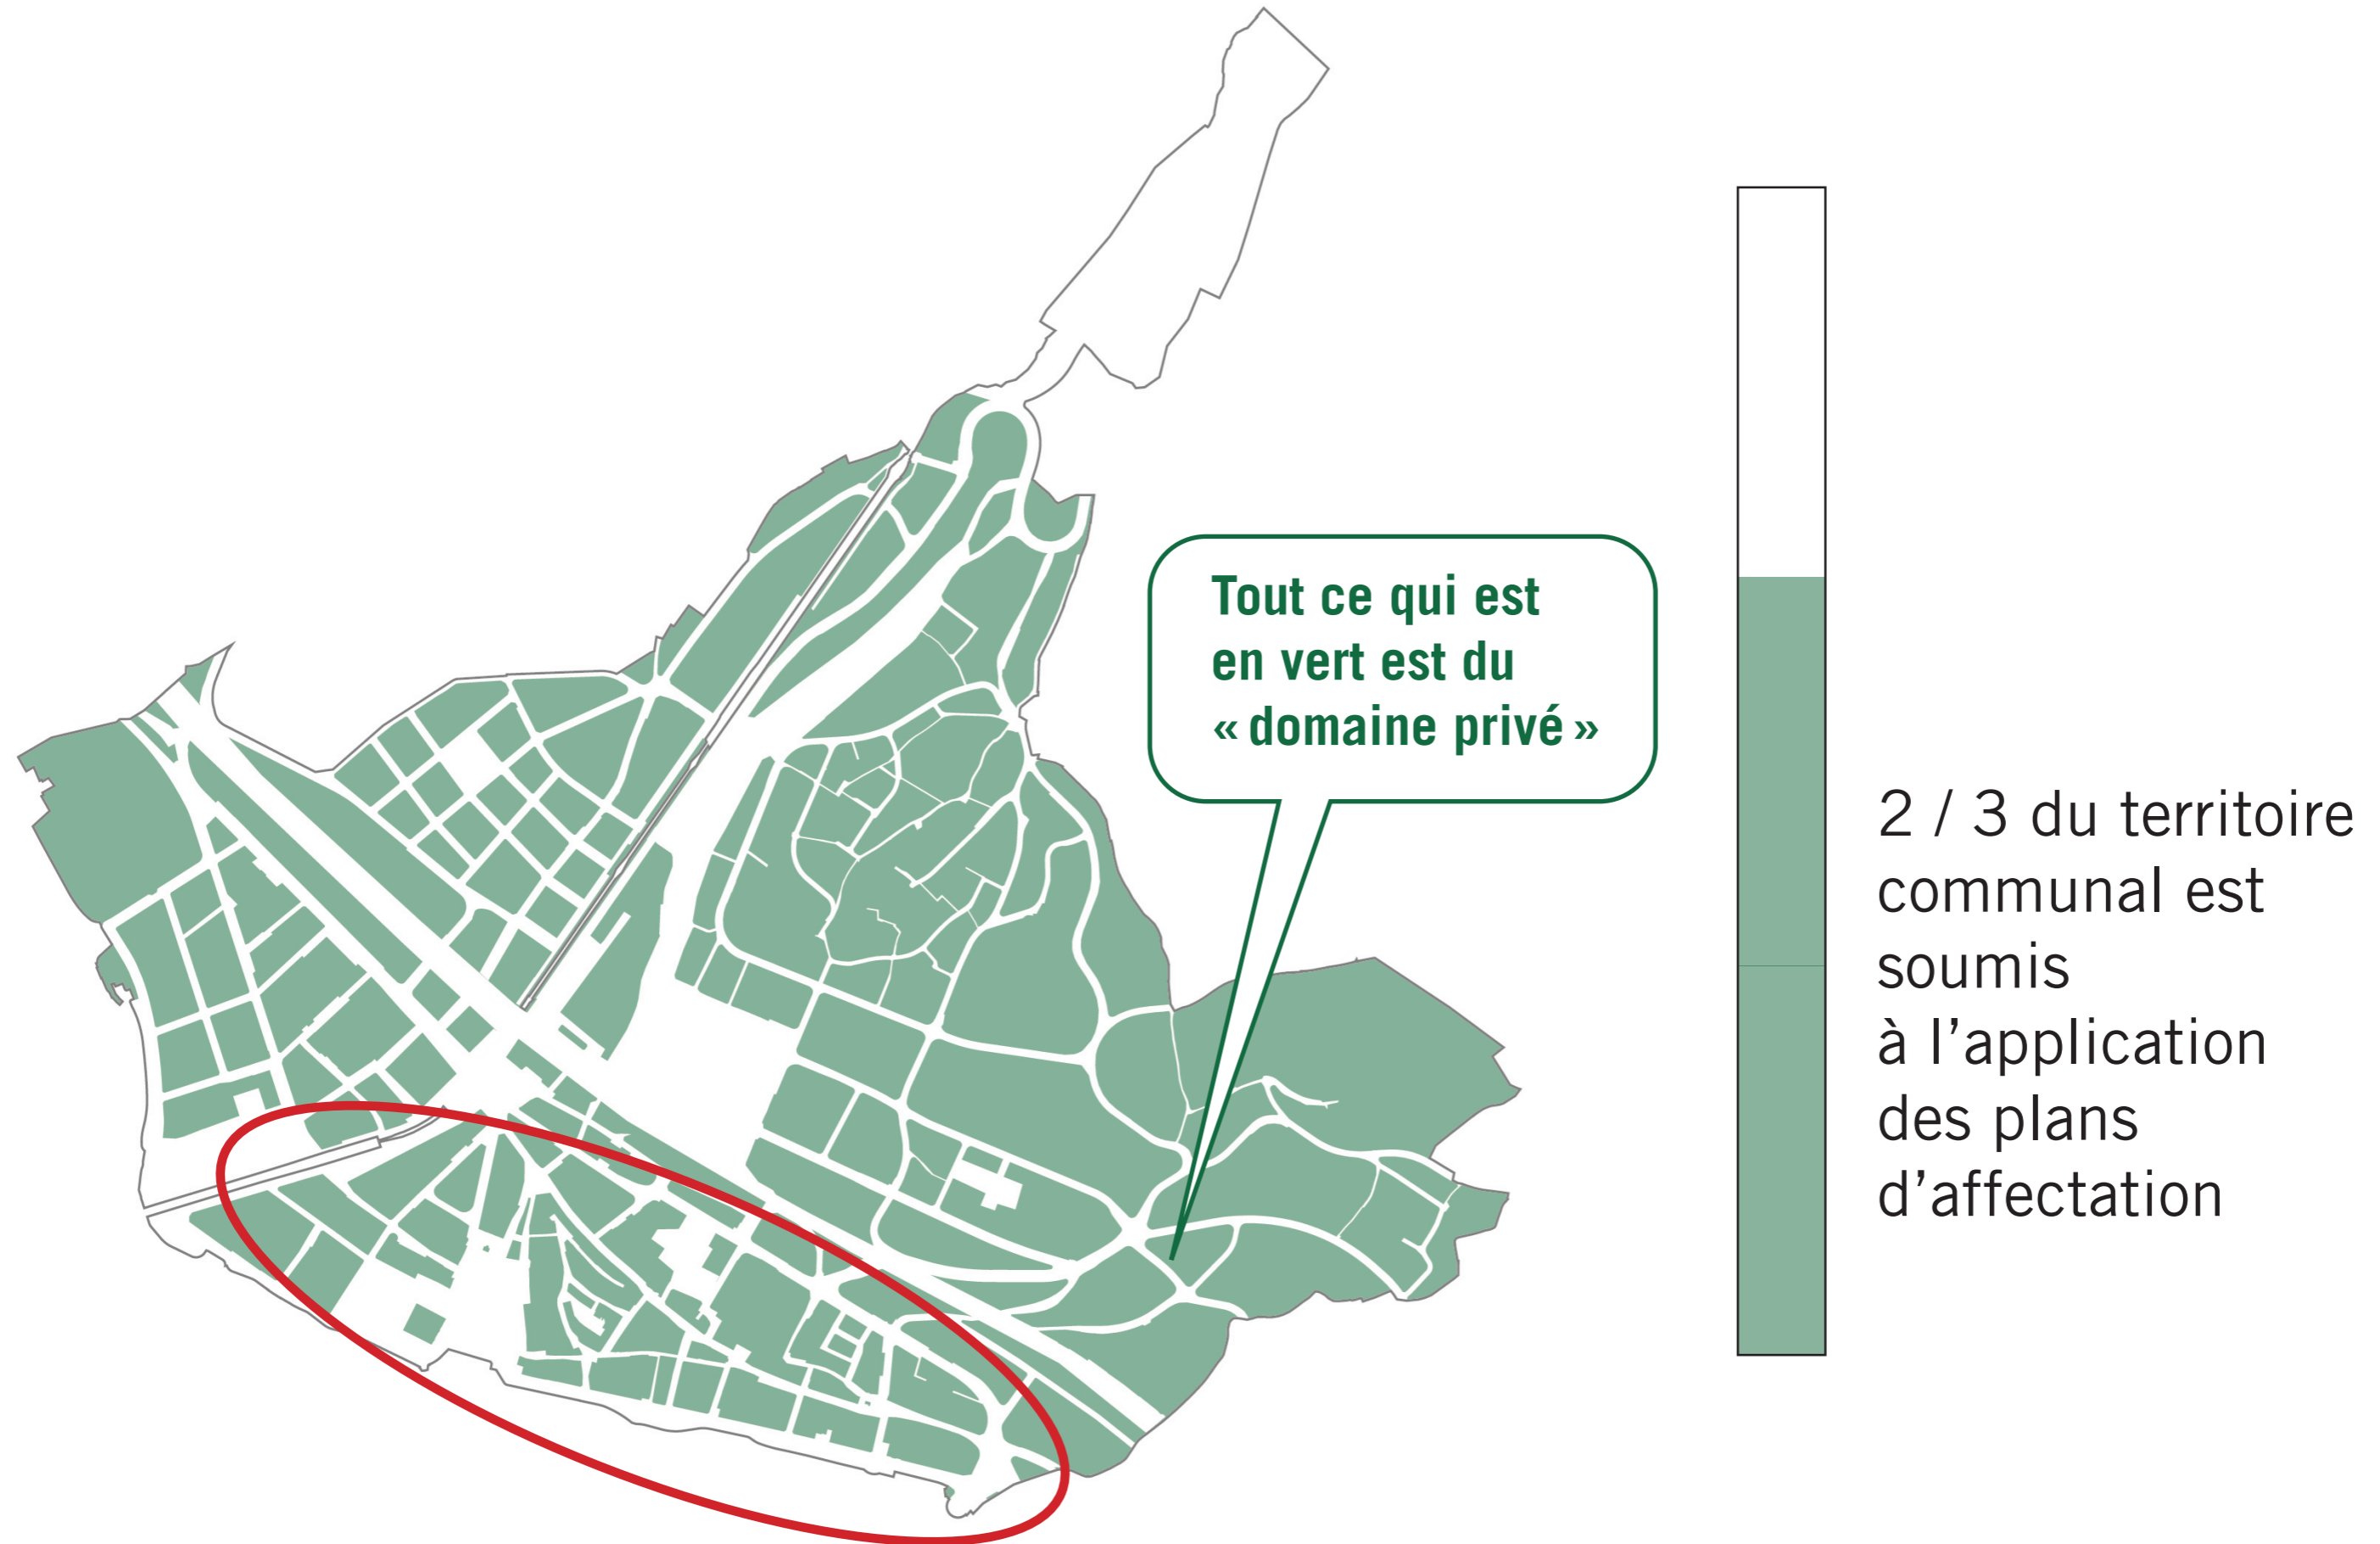 Tout ce qui est
en vert est du
« domaine privé »
2 / 3 du territoire
communal est
soumis
à l’application
des plans
d’affectation